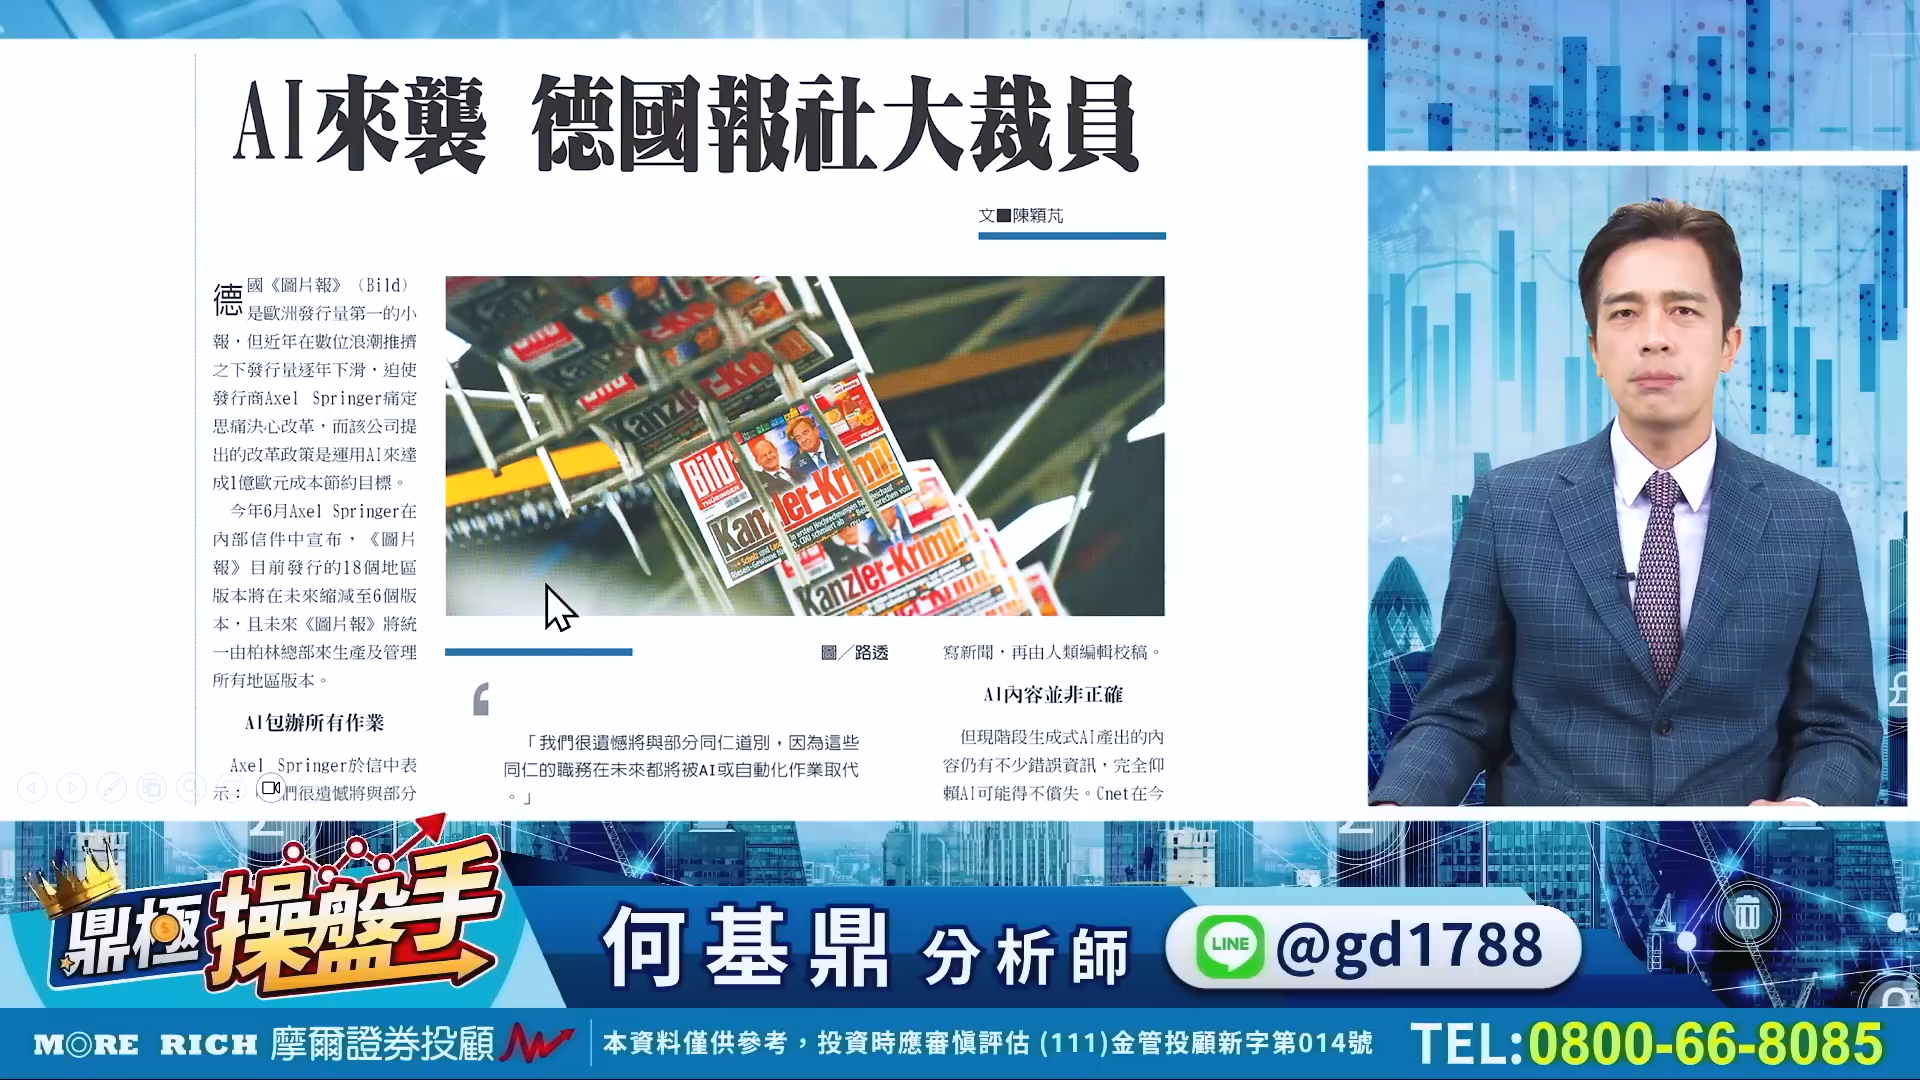 AI來襲 德國報社大裁員
文■陳穎芃
德國《圖片報》（Bild）
是歐洲發行量第一的小
報，但近年在數位浪潮推擠
之下發行量逐年下滑，迫使
發行商Axel Springer痛定
思痛決心改革，而該公司提
出的改革政策是運用AI來達
成1億歐元成本節約目標。
今年6月Axel Springer在
內部信件中宣布，《圖片
報》目前發行的18個地區
版本將在未來縮減至6個版
本，且未來《圖片報》將統
一由柏林總部來生產及管理
所有地區版本。
AI包辦所有作業
Axel Springer於信中表
示：「我們很遺憾將與部分
Bild
THÜRINGEN
Kanzler-Krimi!
Kanzler-Krimi!
圖／路透
「我們很遺憾將與部分同仁道別，因為這些
同仁的職務在未來都將被AI或自動化作業取代
。」
寫新聞，再由人類編輯校稿。
AI內容並非正確
但現階段生成式AI產出的內
容仍有不少錯誤資訊，完全仰
賴AI可能得不償失。Cnet在今
鼎極操盤手
何基鼎 分析師
LINE @gd1788
MORE RICH 摩爾證券投顧
本資料僅供參考，投資時應審慎評估 (111)金管投顧新字第014號
TEL:0800-66-8085